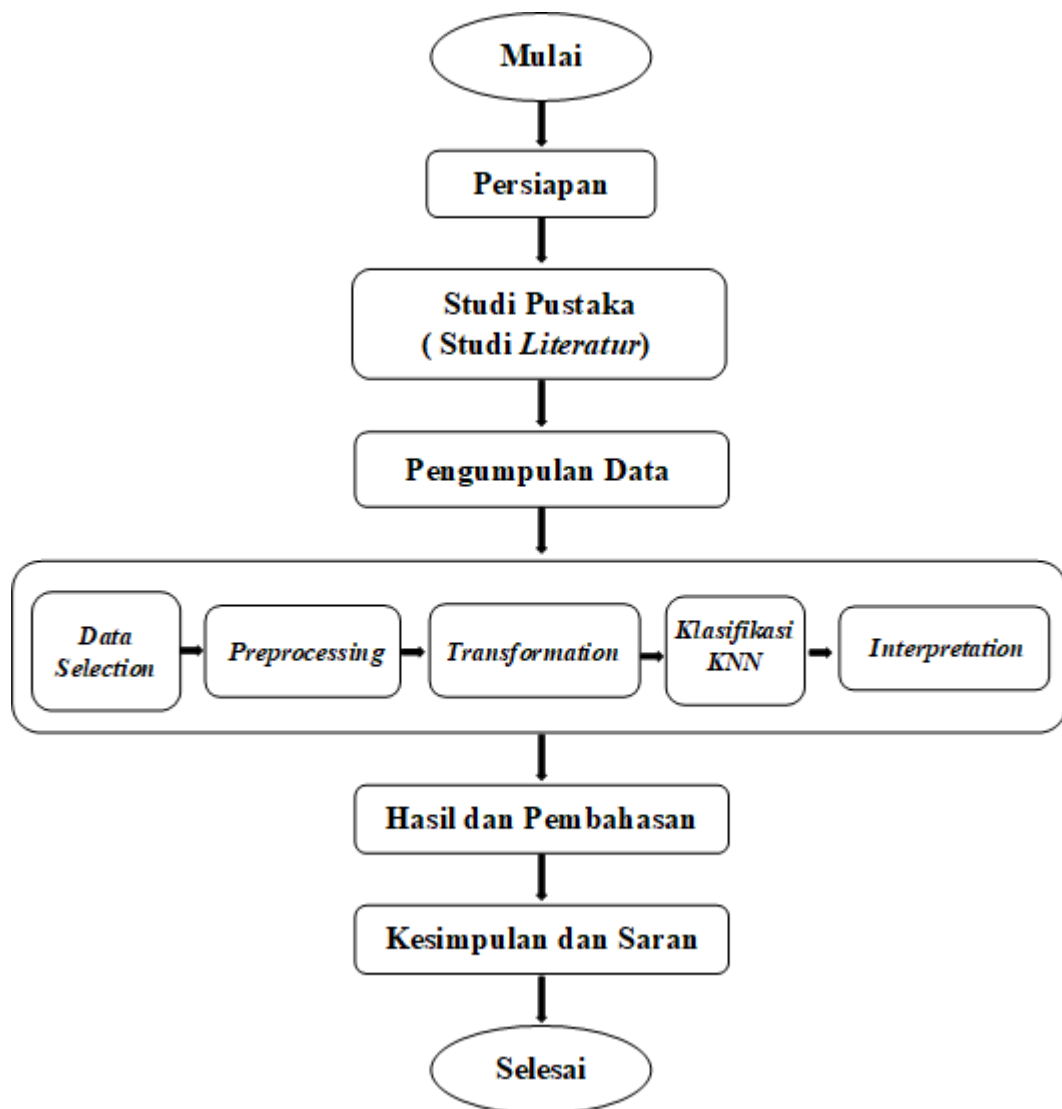 Mulai
Persiapan
Studi Pustaka
( Studi Literatur)
Pengumpulan Data
Data
Selection
Preprocessing
Transformation
Klasifikasi
KNN
Interpretation
Hasil dan Pembahasan
Kesimpulan dan Saran
Selesai